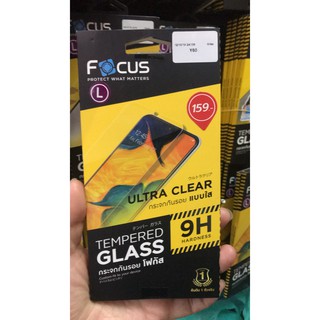 FOCUS
PROTECT WHAT MATTERS
L
159.-
ULTRA CLEAR
กระจกกันรอย แบบใส
TEMPERED
GLASS
กระจกกันรอย โฟกัส
9H
HARDNESS
1